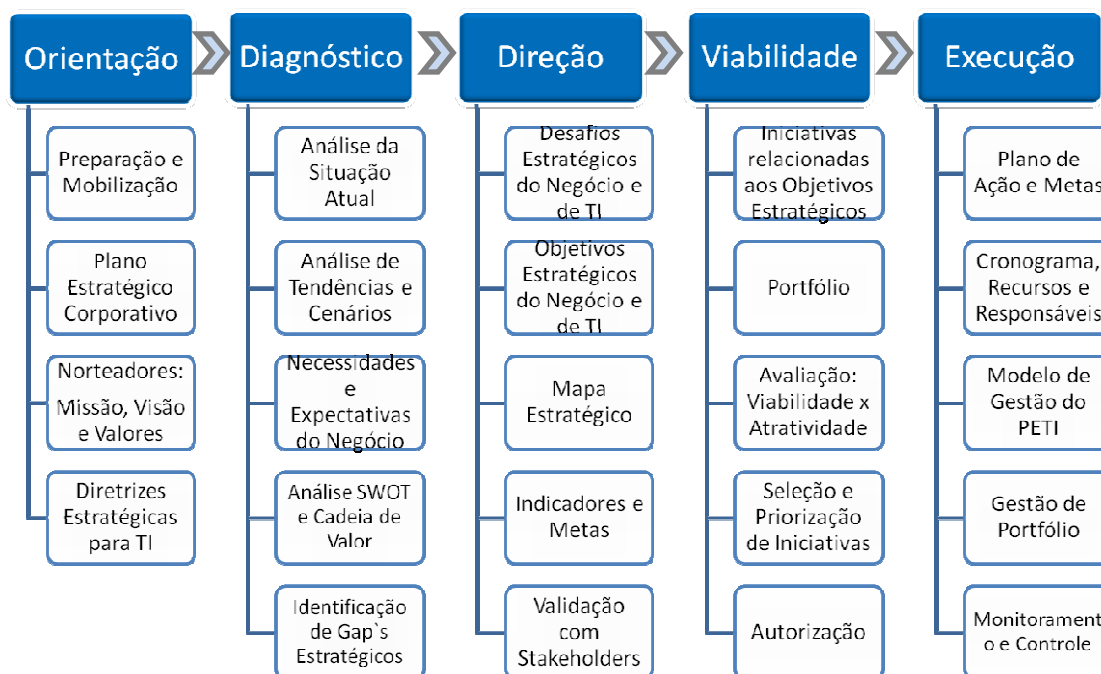 Orientação
Diagnóstico
Direção
Viabilidade
Execução
Preparação e
Mobilização
Plano
Estratégico
Corporativo
Norteadores:
Missão, Visão
e Valores
Diretrizes
Estratégicas
para TI
Análise da
Situação
Atual
Análise de
Tendências e
Cenários
Necessidades
e
Expectativas
do Negócio
Análise SWOT
e Cadeia de
Valor
Identificação
de Gap`s
Estratégicos
Desafios
Estratégicos
do Negócio e
de TI
Objetivos
Estratégicos
do Negócio e
de TI
Mapa
Estratégico
Indicadores e
Metas
Validação
com
Stakeholders
Iniciativas
relacionadas
aos Objetivos
Estratégicos
Portfólio
Avaliação:
Viabilidade x
Atratividade
Seleção e
Priorização
de Iniciativas
Autorização
Plano de
Ação e Metas
Cronograma,
Recursos e
Responsáveis
Modelo de
Gestão do
PETI
Gestão de
Portfólio
Monitorament
o e Controle